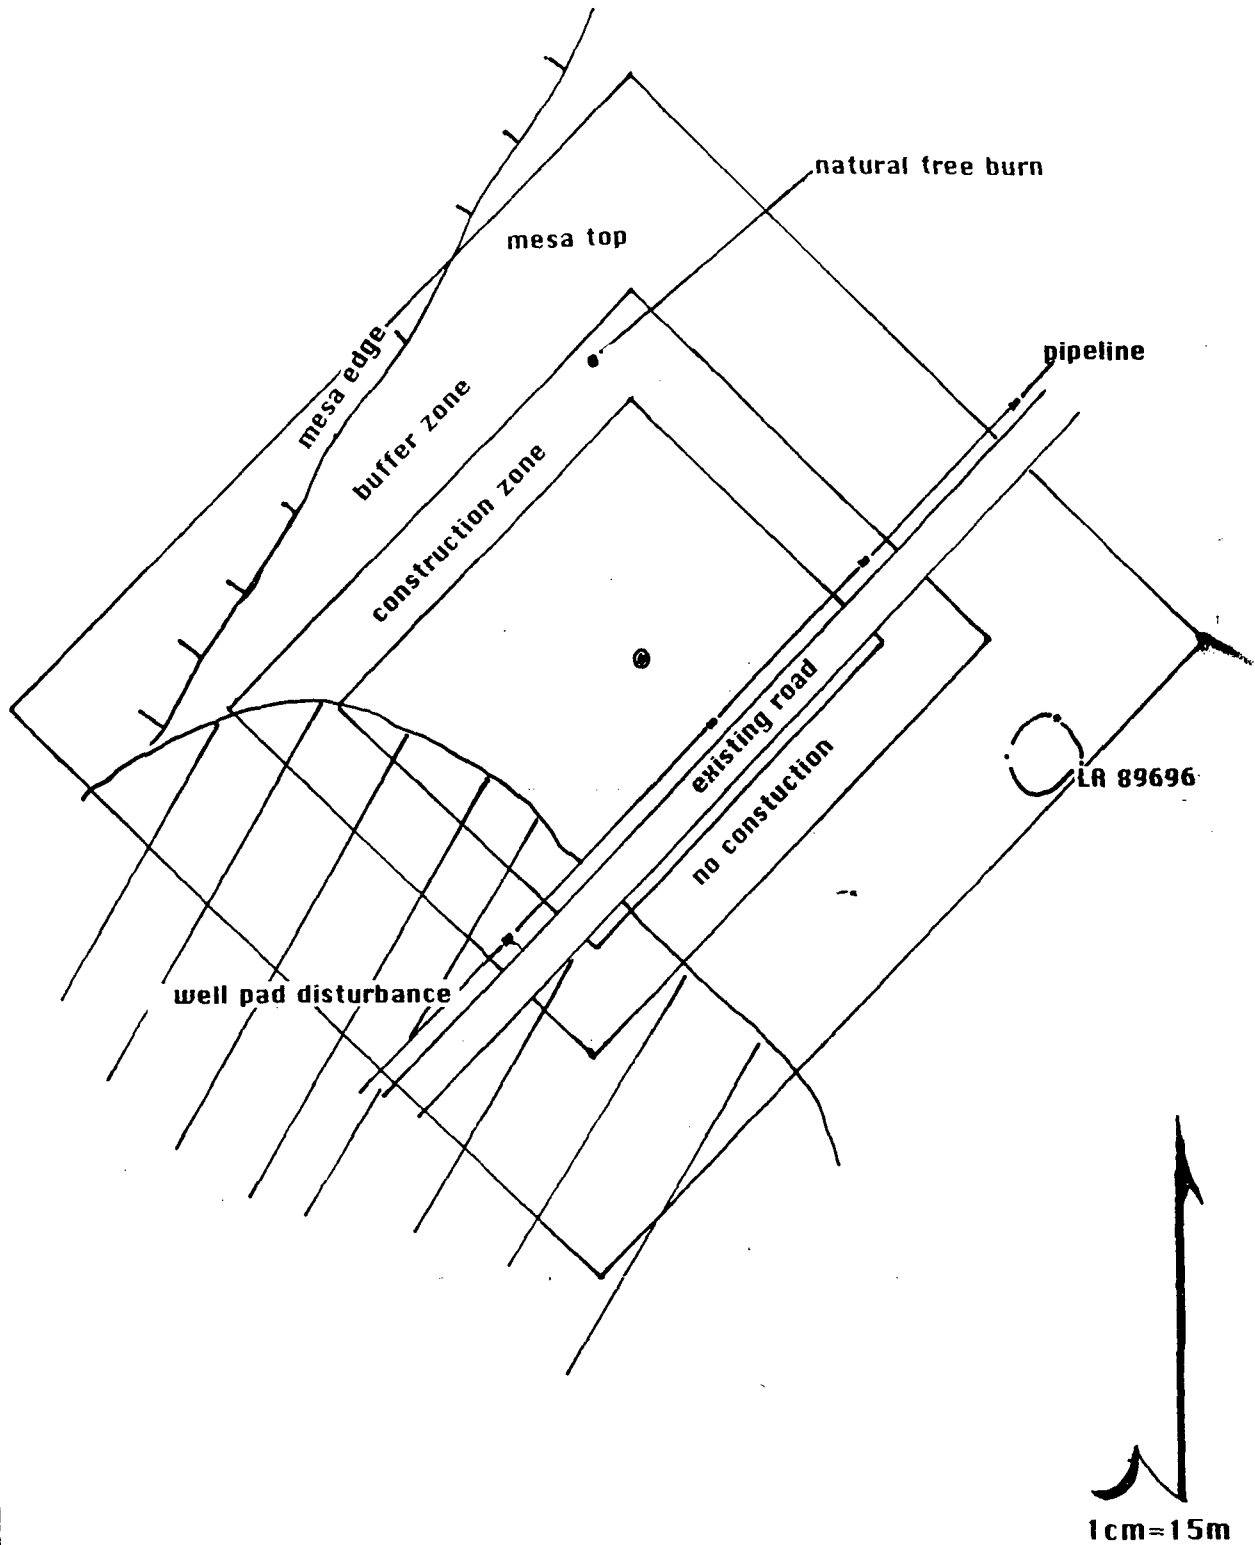 natural tree burn
mesa top
pipeline
mesa edge
buffer zone
construction zone
existing road
no constuction
LA 89696
well pad disturbance
1cm=15m